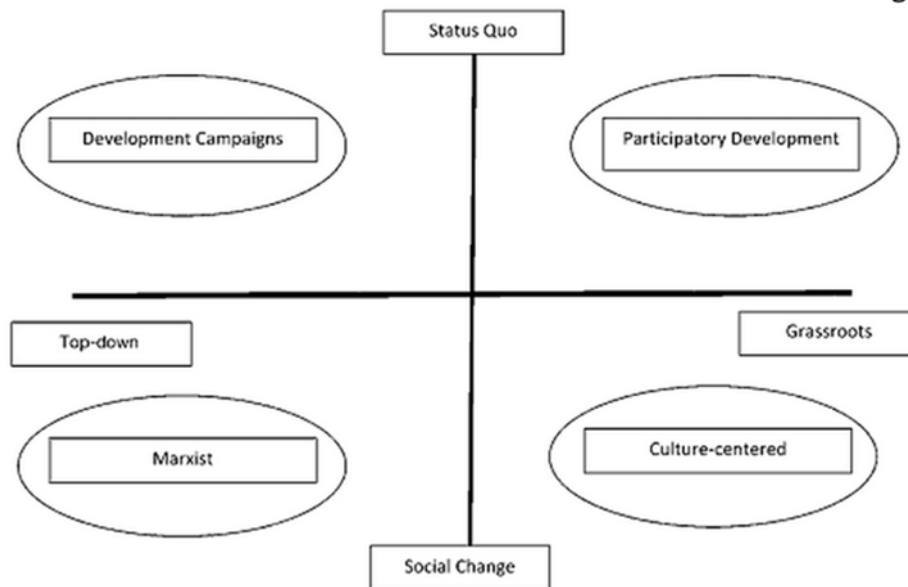 Status Quo
Development Campaigns
Participatory Development
Top-down
Grassroots
Marxist
Culture-centered
Social Change